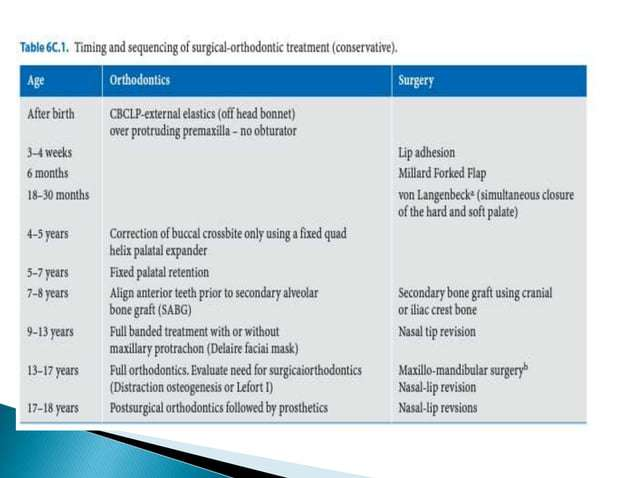 Table 6C.1. Timing and sequencing of surgical-orthodontic treatment (conservative).
Age Orthodontics Surgery
After birth CBCLP-external elastics (off head bonnet)
over protruding premaxilla – no obturator
3–4 weeks Lip adhesion
6 months Millard Forked Flap
18–30 months von Langenbeckᵃ (simultaneous closure
of the hard and soft palate)
4–5 years Correction of buccal crossbite only using a fixed quad
helix palatal expander
5–7 years Fixed palatal retention
7–8 years Align anterior teeth prior to secondary alveolar Secondary bone graft using cranial
bone graft (SABG) or iliac crest bone
9–13 years Full banded treatment with or without Nasal tip revision
maxillary protrachon (Delaire faciai mask)
13–17 years Full orthodontics. Evaluate need for surgicaiorthodontics Maxillo-mandibular surgeryᵇ
(Distraction osteogenesis or Lefort I) Nasal-lip revision
17–18 years Postsurgical orthodontics followed by prosthetics Nasal-lip revsions